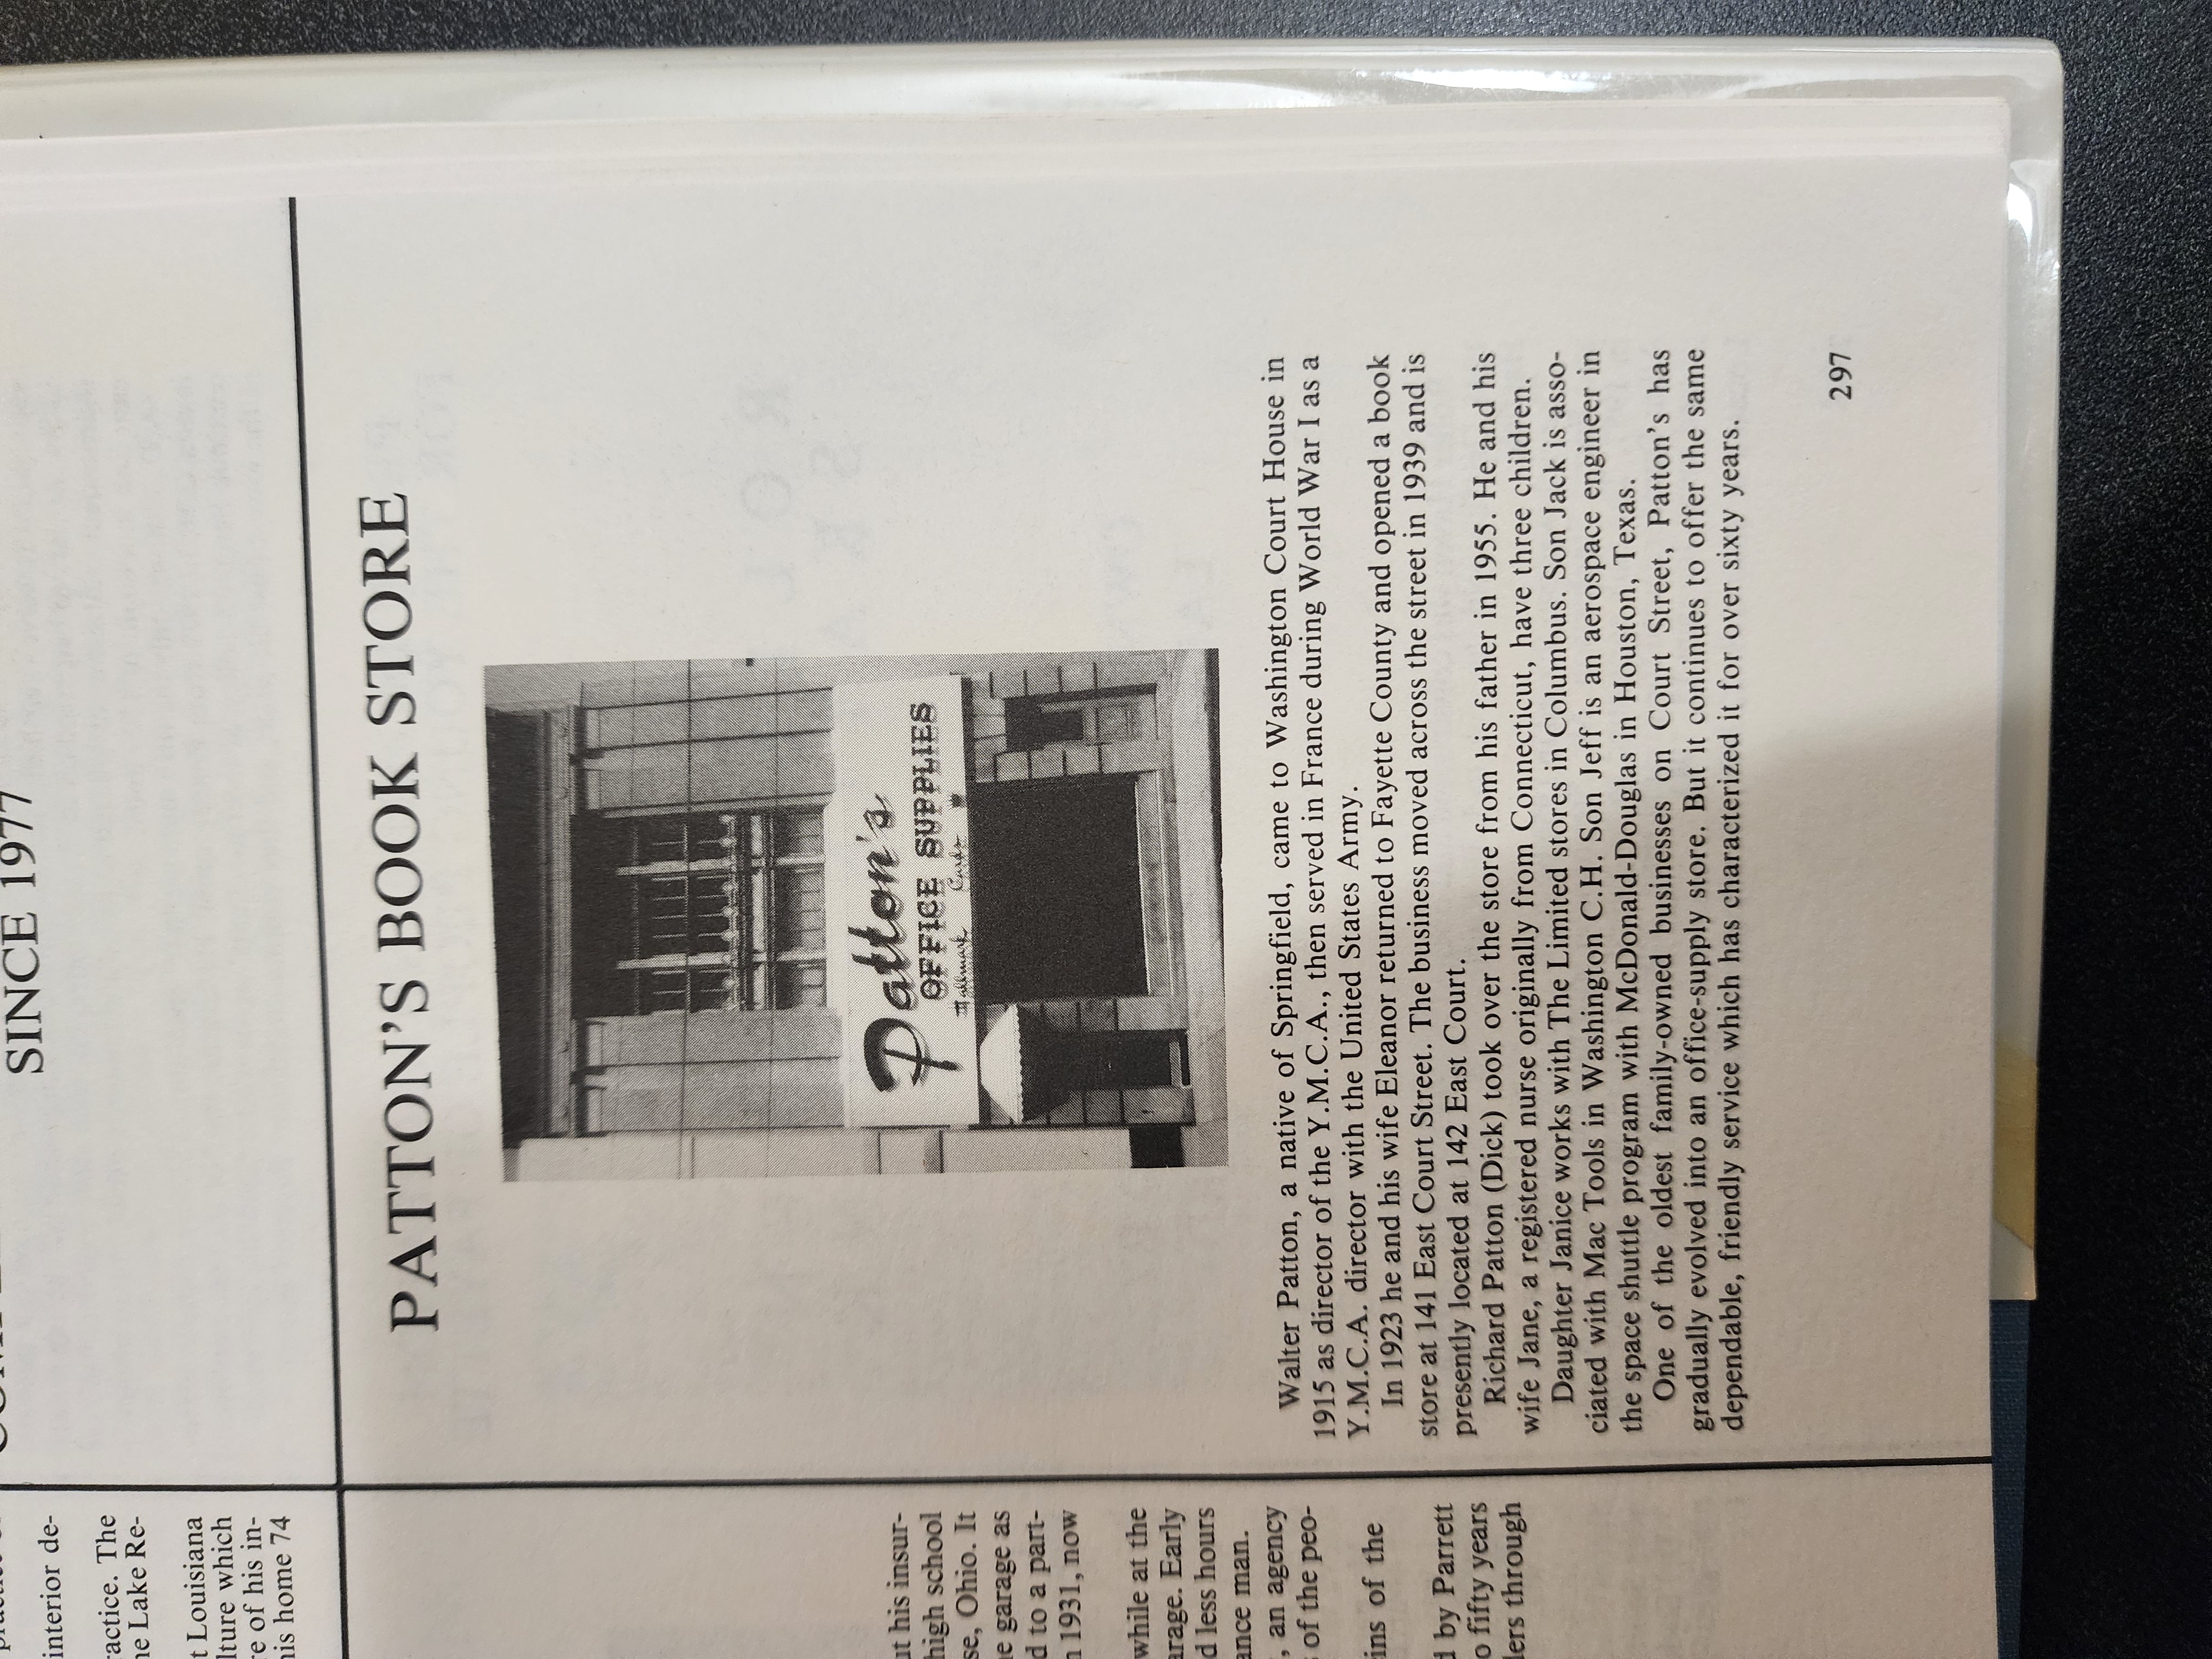 SINCE 1977
interior de-
ractice. The
ne Lake Re-
t Louisiana
lture which
re of his in-
his home 74
ut his insur-
high school
se, Ohio. It
ne garage as
d to a part-
n 1931, now
while at the
arage. Early
d less hours
ance man.
, an agency
of the peo-
ins of the
d by Parrett
o fifty years
lers through
PATTON'S BOOK STORE
Patton's
OFFICE SUPPLIES
Hallmark Cards
Walter Patton, a native of Springfield, came to Washington Court House in
1915 as director of the Y.M.C.A., then served in France during World War I as a
Y.M.C.A. director with the United States Army.
In 1923 he and his wife Eleanor returned to Fayette County and opened a book
store at 141 East Court Street. The business moved across the street in 1939 and is
presently located at 142 East Court.
Richard Patton (Dick) took over the store from his father in 1955. He and his
wife Jane, a registered nurse originally from Connecticut, have three children.
Daughter Janice works with The Limited stores in Columbus. Son Jack is asso-
ciated with Mac Tools in Washington C.H. Son Jeff is an aerospace engineer in
the space shuttle program with McDonald-Douglas in Houston, Texas.
One of the oldest family-owned businesses on Court Street, Patton's has
gradually evolved into an office-supply store. But it continues to offer the same
dependable, friendly service which has characterized it for over sixty years.
297